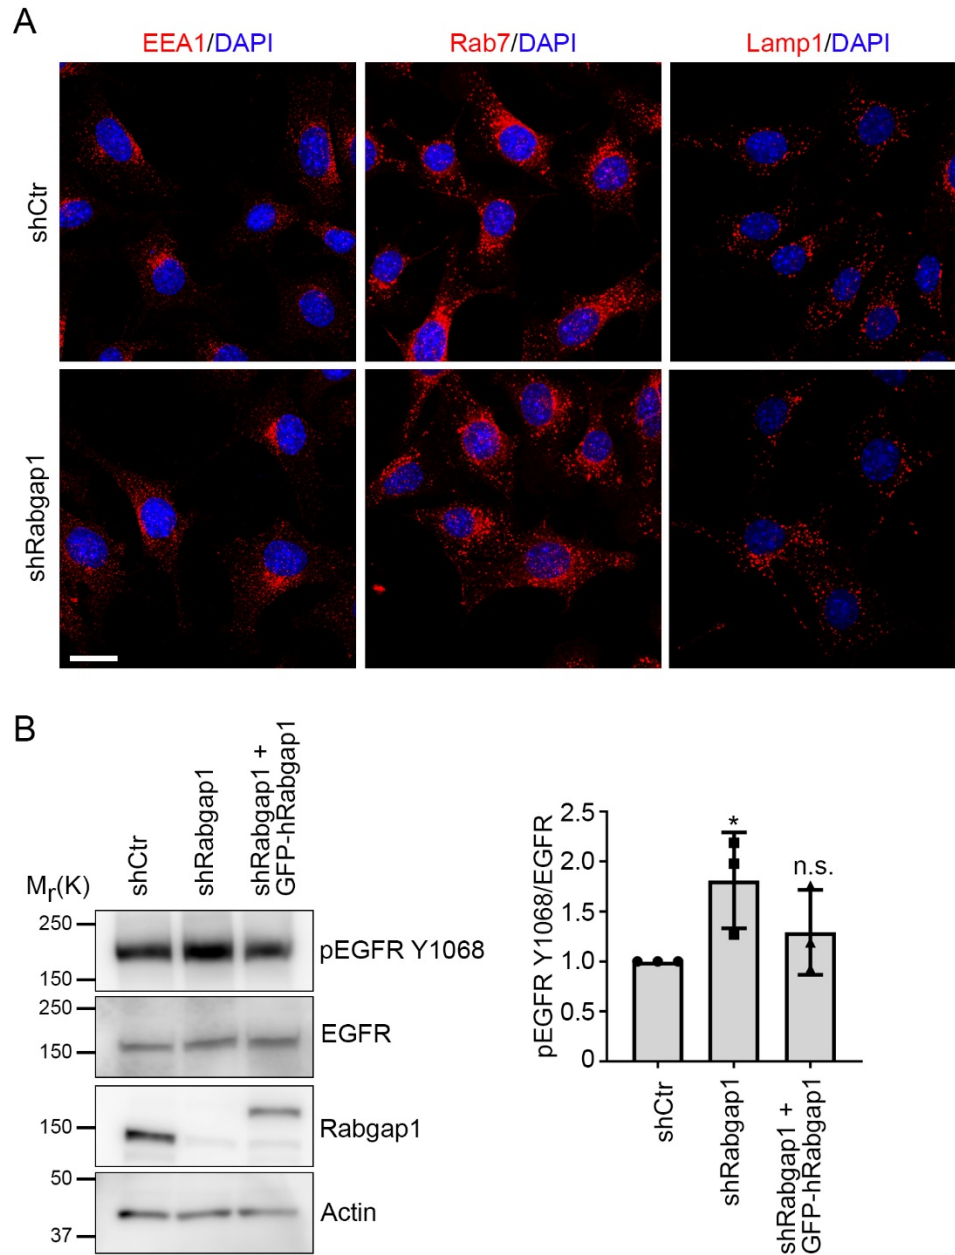 A
EEA1/DAPI
Rab7/DAPI
Lamp1/DAPI
shCtr
shRabgap1
B
Mr(K)
shCtr
shRabgap1
shRabgap1 +
GFP-hRabgap1
250
150
pEGFR Y1068
250
150
EGFR
150
Rabgap1
50
37
Actin
pEGFR Y1068/EGFR
2.5
2.0
1.5
1.0
0.5
0
*
n.s.
shCtr
shRabgap1
shRabgap1 +
GFP-hRabgap1